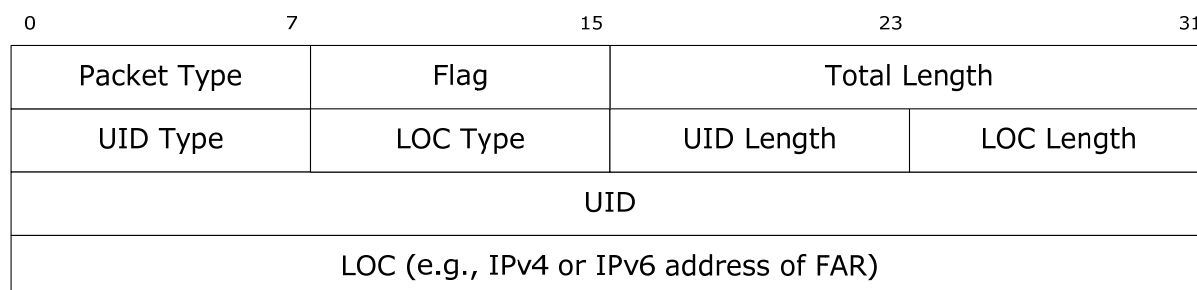 0 7 15 23 31
Packet Type Flag Total Length
UID Type LOC Type UID Length LOC Length
UID
LOC (e.g., IPv4 or IPv6 address of FAR)